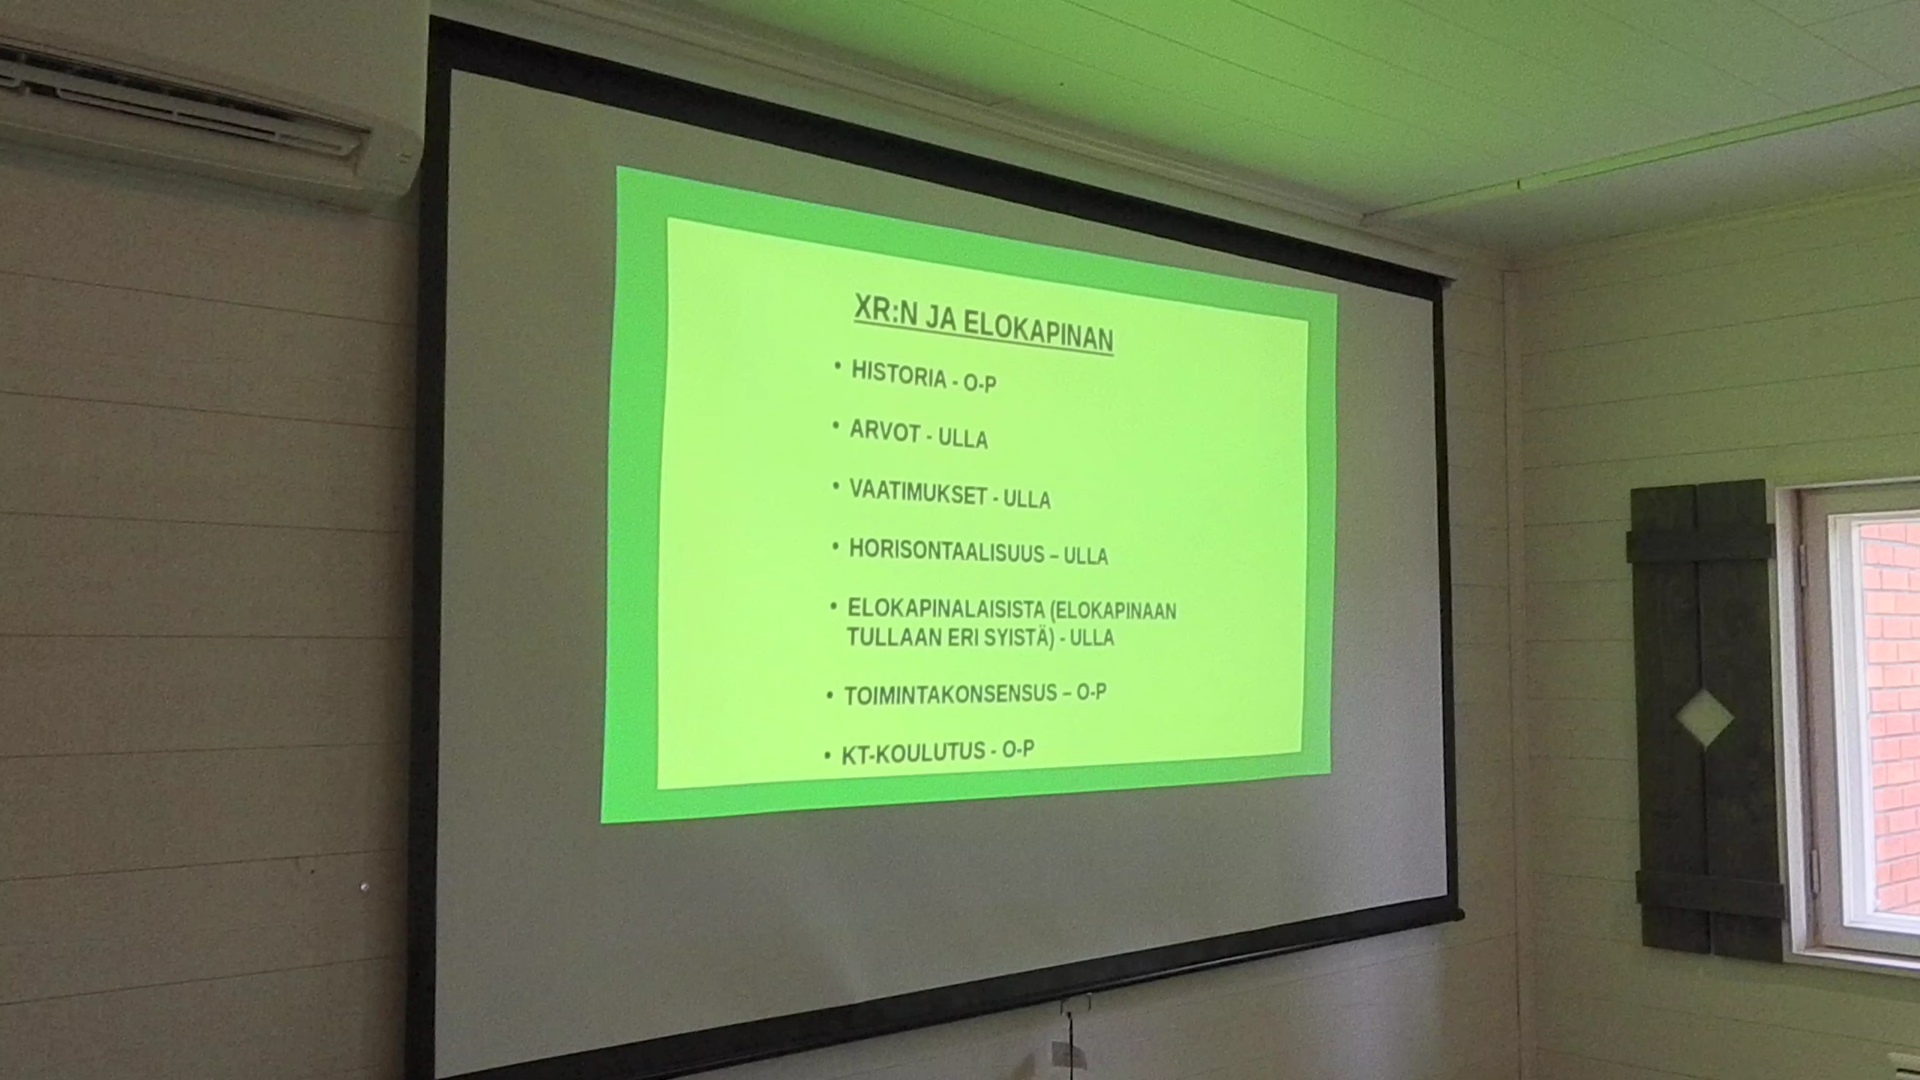 XR:N JA ELOKAPINAN
• HISTORIA - O-P
• ARVOT - ULLA
• VAATIMUKSET - ULLA
• HORISONTAALISUUS – ULLA
• ELOKAPINALAISISTA (ELOKAPINAAN
TULLAAN ERI SYISTÄ) - ULLA
• TOIMINTAKONSENSUS – O-P
• KT-KOULUTUS - O-P